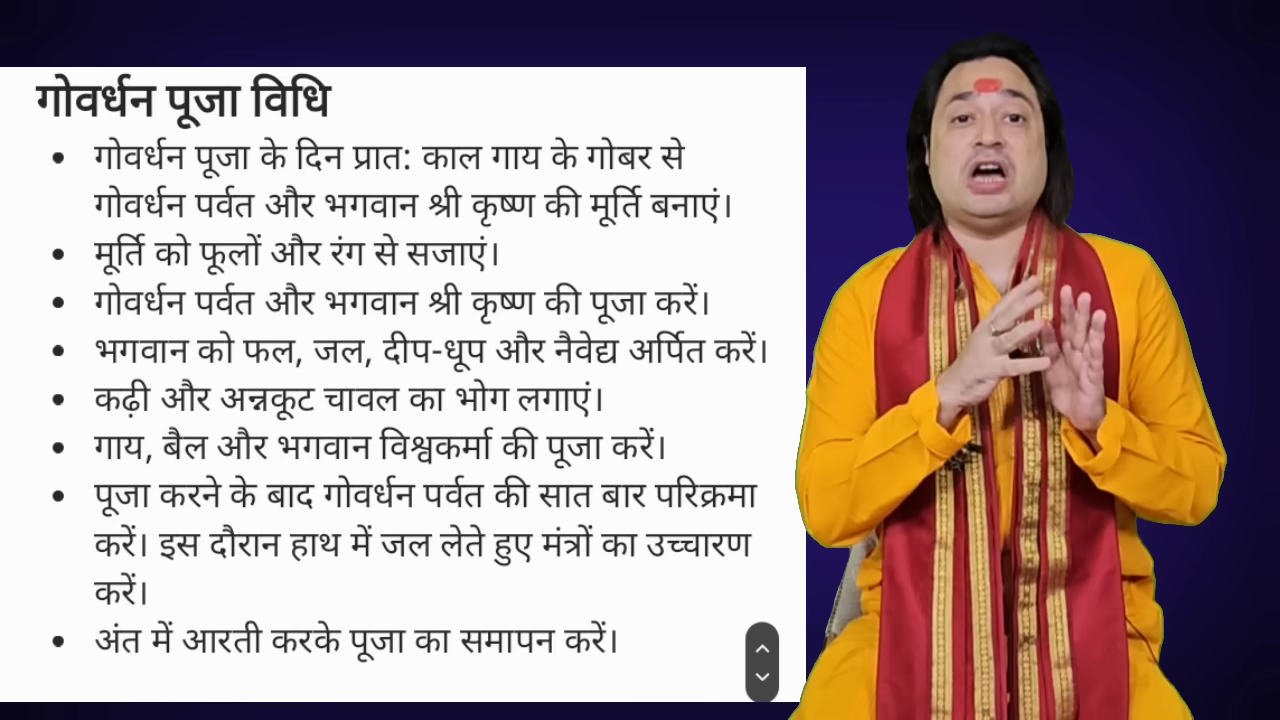 गोवर्धन पूजा विधि
• गोवर्धन पूजा के दिन प्रात: काल गाय के गोबर से
गोवर्धन पर्वत और भगवान श्री कृष्ण की मूर्ति बनाएं।
• मूर्ति को फूलों और रंग से सजाएं।
• गोवर्धन पर्वत और भगवान श्री कृष्ण की पूजा करें।
• भगवान को फल, जल, दीप-धूप और नैवेद्य अर्पित करें।
• कढ़ी और अन्नकूट चावल का भोग लगाएं।
• गाय, बैल और भगवान विश्वकर्मा की पूजा करें।
• पूजा करने के बाद गोवर्धन पर्वत की सात बार परिक्रमा
करें। इस दौरान हाथ में जल लेते हुए मंत्रों का उच्चारण
करें।
• अंत में आरती करके पूजा का समापन करें।